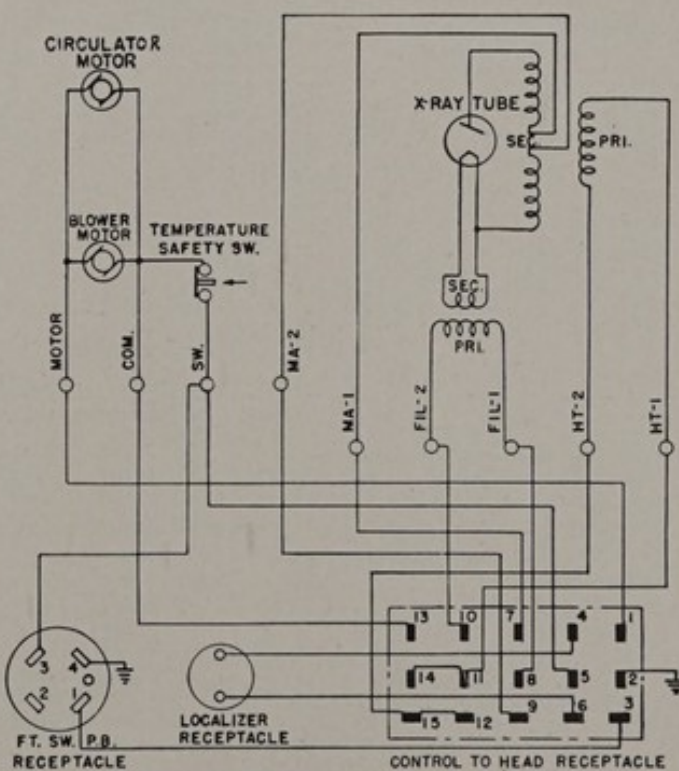 CIRCULATOR
MOTOR
X-RAY TUBE
SEC.
PRI.
BLOWER
MOTOR
TEMPERATURE
SAFETY SW.
SEC.
PRI.
MOTOR
COM.
SW.
MA-2
MA-1
FIL-2
FIL-1
HT-2
HT-1
13 10 7 4 1
3 4
14 11 8 5 2
2 1
15 12 9 6 3
LOCALIZER
RECEPTACLE
FT. SW. P.B.
RECEPTACLE
CONTROL TO HEAD RECEPTACLE